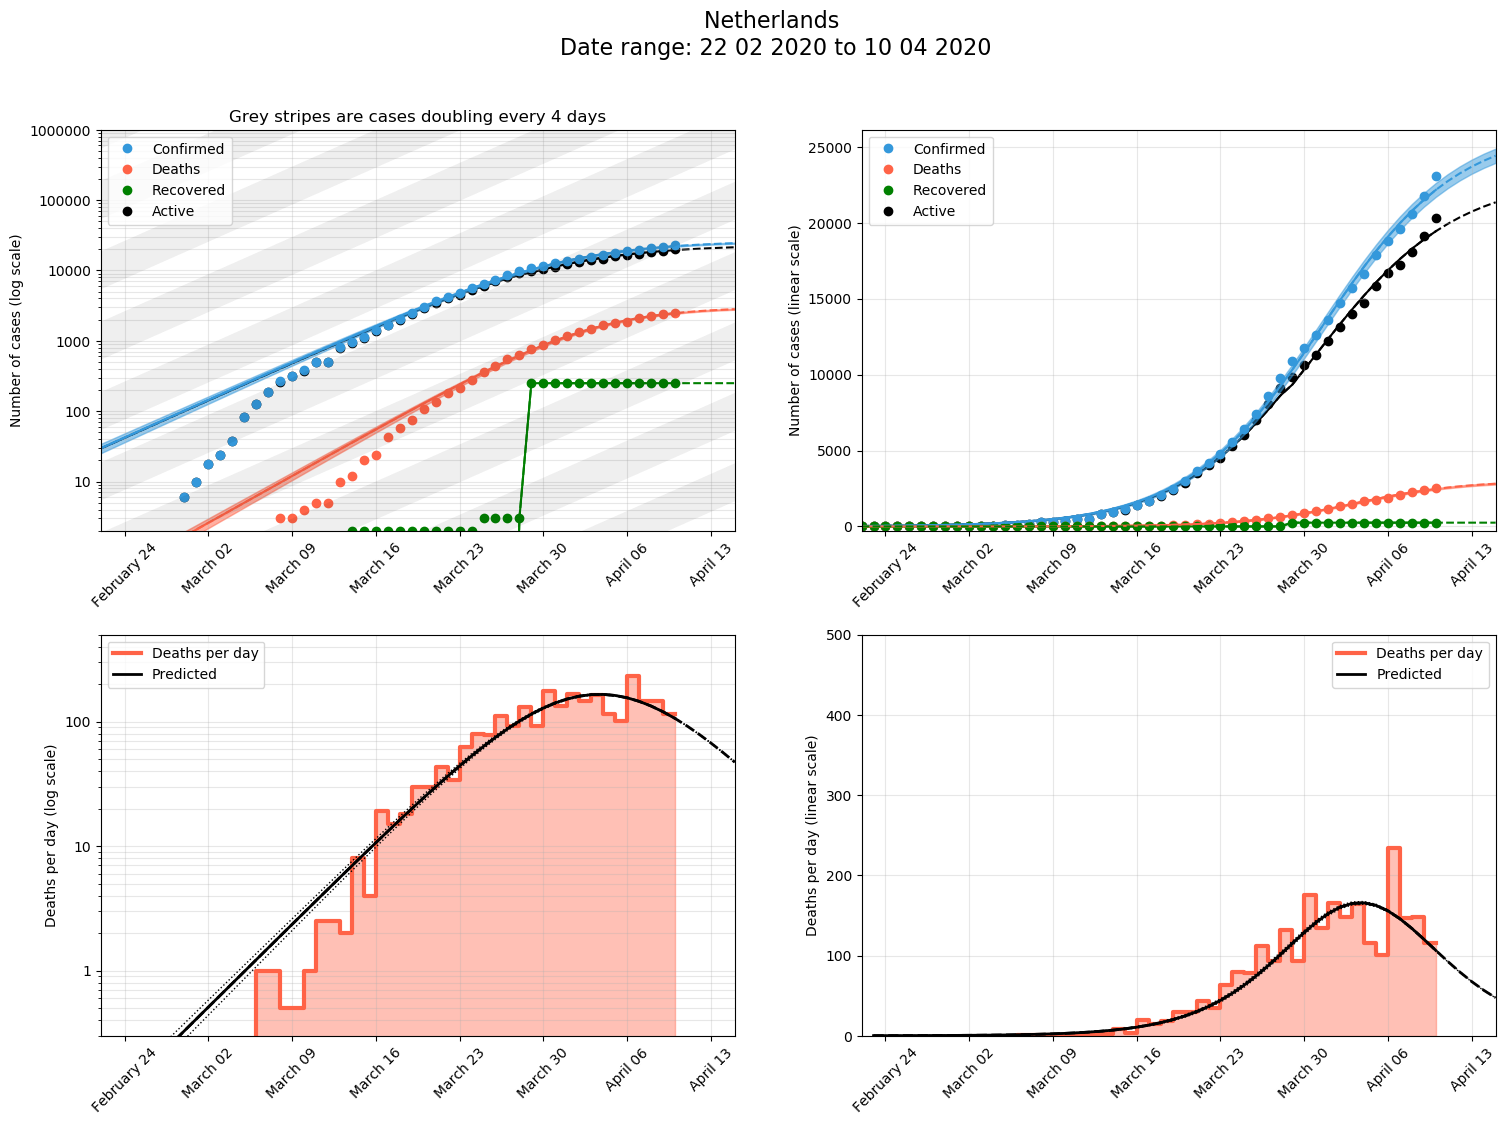 Netherlands
Date range: 22 02 2020 to 10 04 2020
Grey stripes are cases doubling every 4 days
Number of cases (log scale)
1000000
100000
10000
1000
100
10
Confirmed
Deaths
Recovered
Active
February 24
March 02
March 09
March 16
March 23
March 30
April 06
April 13
Number of cases (linear scale)
25000
20000
15000
10000
5000
0
Confirmed
Deaths
Recovered
Active
February 24
March 02
March 09
March 16
March 23
March 30
April 06
April 13
Deaths per day (log scale)
100
10
1
Deaths per day
Predicted
February 24
March 02
March 09
March 16
March 23
March 30
April 06
April 13
Deaths per day (linear scale)
500
400
300
200
100
0
Deaths per day
Predicted
February 24
March 02
March 09
March 16
March 23
March 30
April 06
April 13